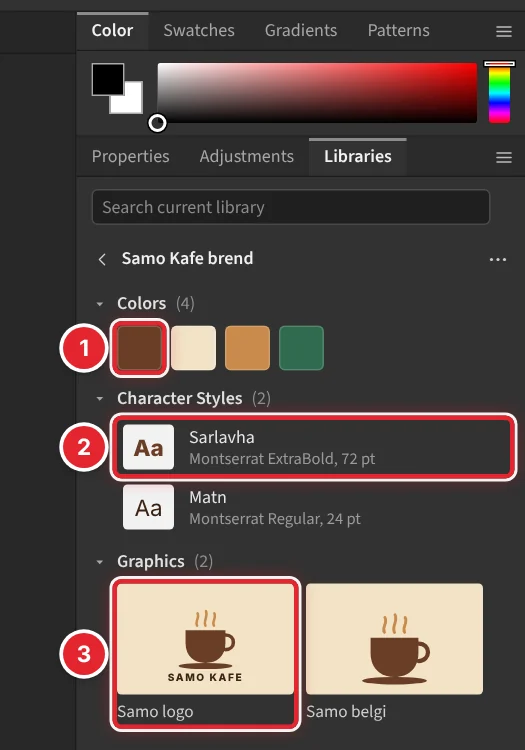 Color Swatches Gradients Patterns
Properties Adjustments Libraries
Search current library
Samo Kafe brend
Colors (4)
1
Character Styles (2)
2
Aa
Sarlavha
Montserrat ExtraBold, 72 pt
Aa
Matn
Montserrat Regular, 24 pt
Graphics (2)
3
SAMO KAFE
Samo logo
Samo belgi